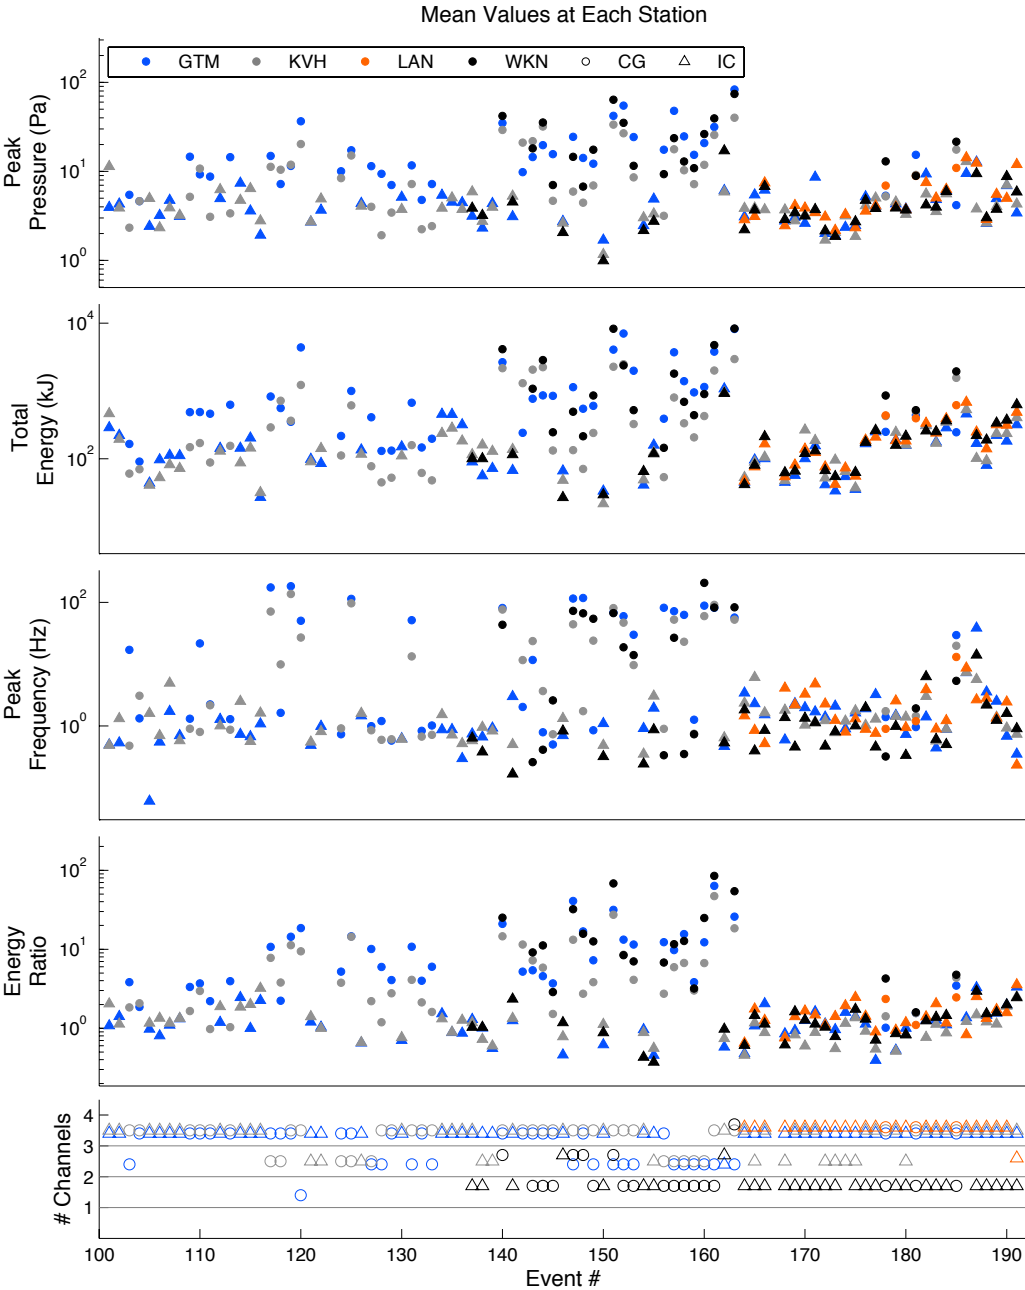 Mean Values at Each Station
GTM KVH LAN WKN CG IC
Peak
Pressure (Pa)
10^2
10^1
10^0
Total
Energy (kJ)
10^4
10^2
Peak
Frequency (Hz)
10^2
10^0
Energy
Ratio
10^2
10^1
10^0
# Channels
4
3
2
1
100 110 120 130 140 150 160 170 180 190
Event #